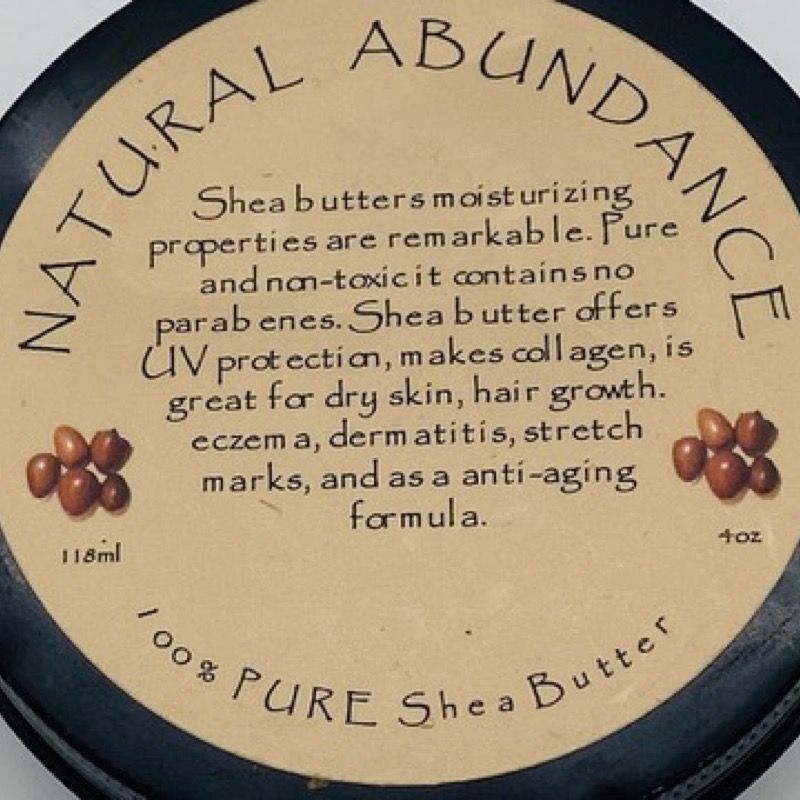 NATURAL ABUNDANCE
Shea butters moisturizing
properties are remarkable. Pure
and non-toxic it contains no
parabenes. Shea butter offers
UV protection, makes collagen, is
great for dry skin, hair growth.
eczema, dermatitis, stretch
marks, and as a anti-aging
formula.
118ml
4oz
100% PURE Shea Butter